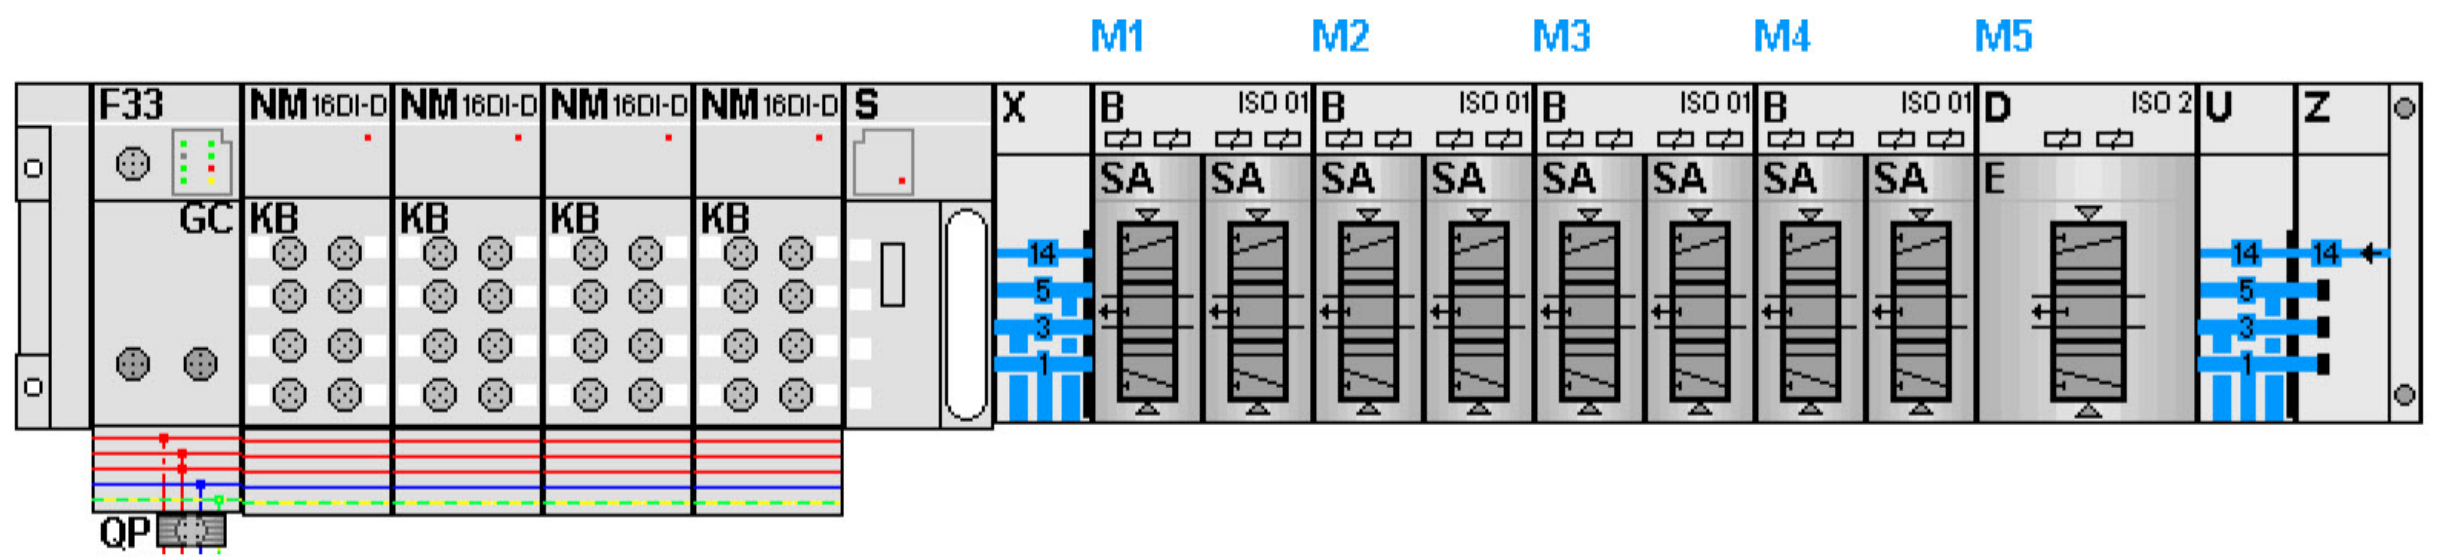 M1 M2 M3 M4 M5
F33 NM 16DI-D NM 16DI-D NM 16DI-D NM 16DI-D S X B ISO 01 B ISO 01 B ISO 01 B ISO 01 D ISO 2 U Z
SA SA SA SA SA SA SA SA E
GC KB KB KB KB
14 14 14
5 5
3 3
1 1
QP